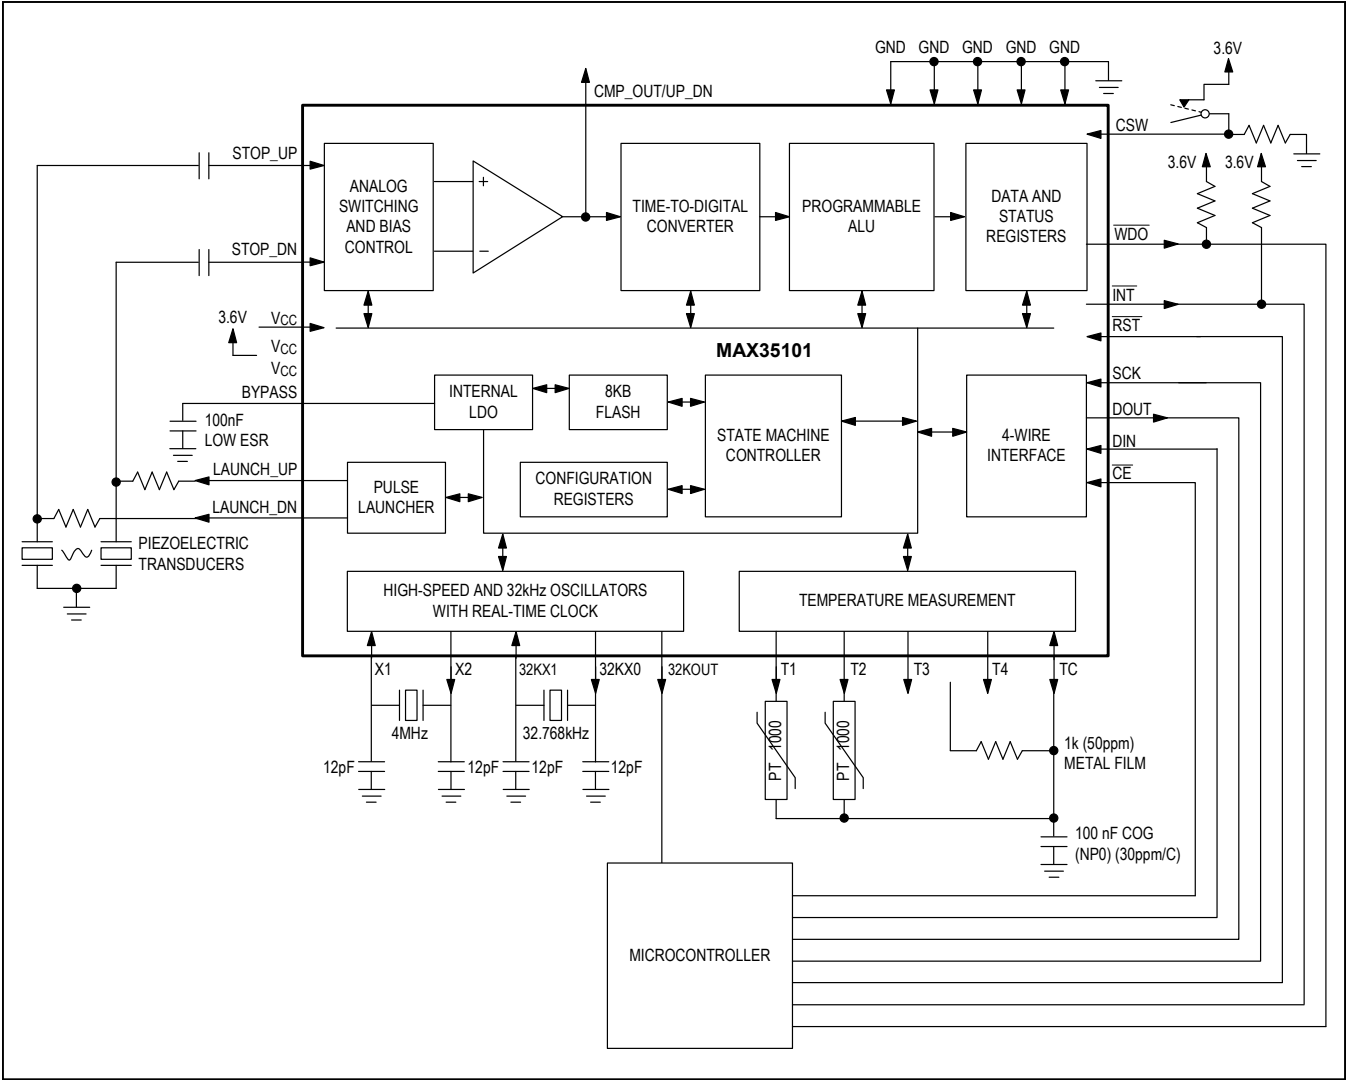 GND GND GND GND GND
3.6V
CMP_OUT/UP_DN
CSW
STOP_UP
3.6V 3.6V
ANALOG
SWITCHING
AND BIAS
CONTROL
+
−
TIME-TO-DIGITAL
CONVERTER
PROGRAMMABLE
ALU
DATA AND
STATUS
REGISTERS
WDO
STOP_DN
INT
3.6V
VCC
VCC
VCC
RST
MAX35101
BYPASS
100nF
LOW ESR
INTERNAL
LDO
8KB
FLASH
STATE MACHINE
CONTROLLER
4-WIRE
INTERFACE
SCK
DOUT
DIN
CE
LAUNCH_UP
LAUNCH_DN
PULSE
LAUNCHER
CONFIGURATION
REGISTERS
PIEZOELECTRIC
TRANSDUCERS
HIGH-SPEED AND 32kHz OSCILLATORS
WITH REAL-TIME CLOCK
TEMPERATURE MEASUREMENT
X1 X2 32KX1 32KX0 32KOUT T1 T2 T3 T4 TC
4MHz
32.768kHz
12pF 12pF 12pF 12pF
PT 1000
PT 1000
1k (50ppm)
METAL FILM
100 nF COG
(NP0) (30ppm/C)
MICROCONTROLLER